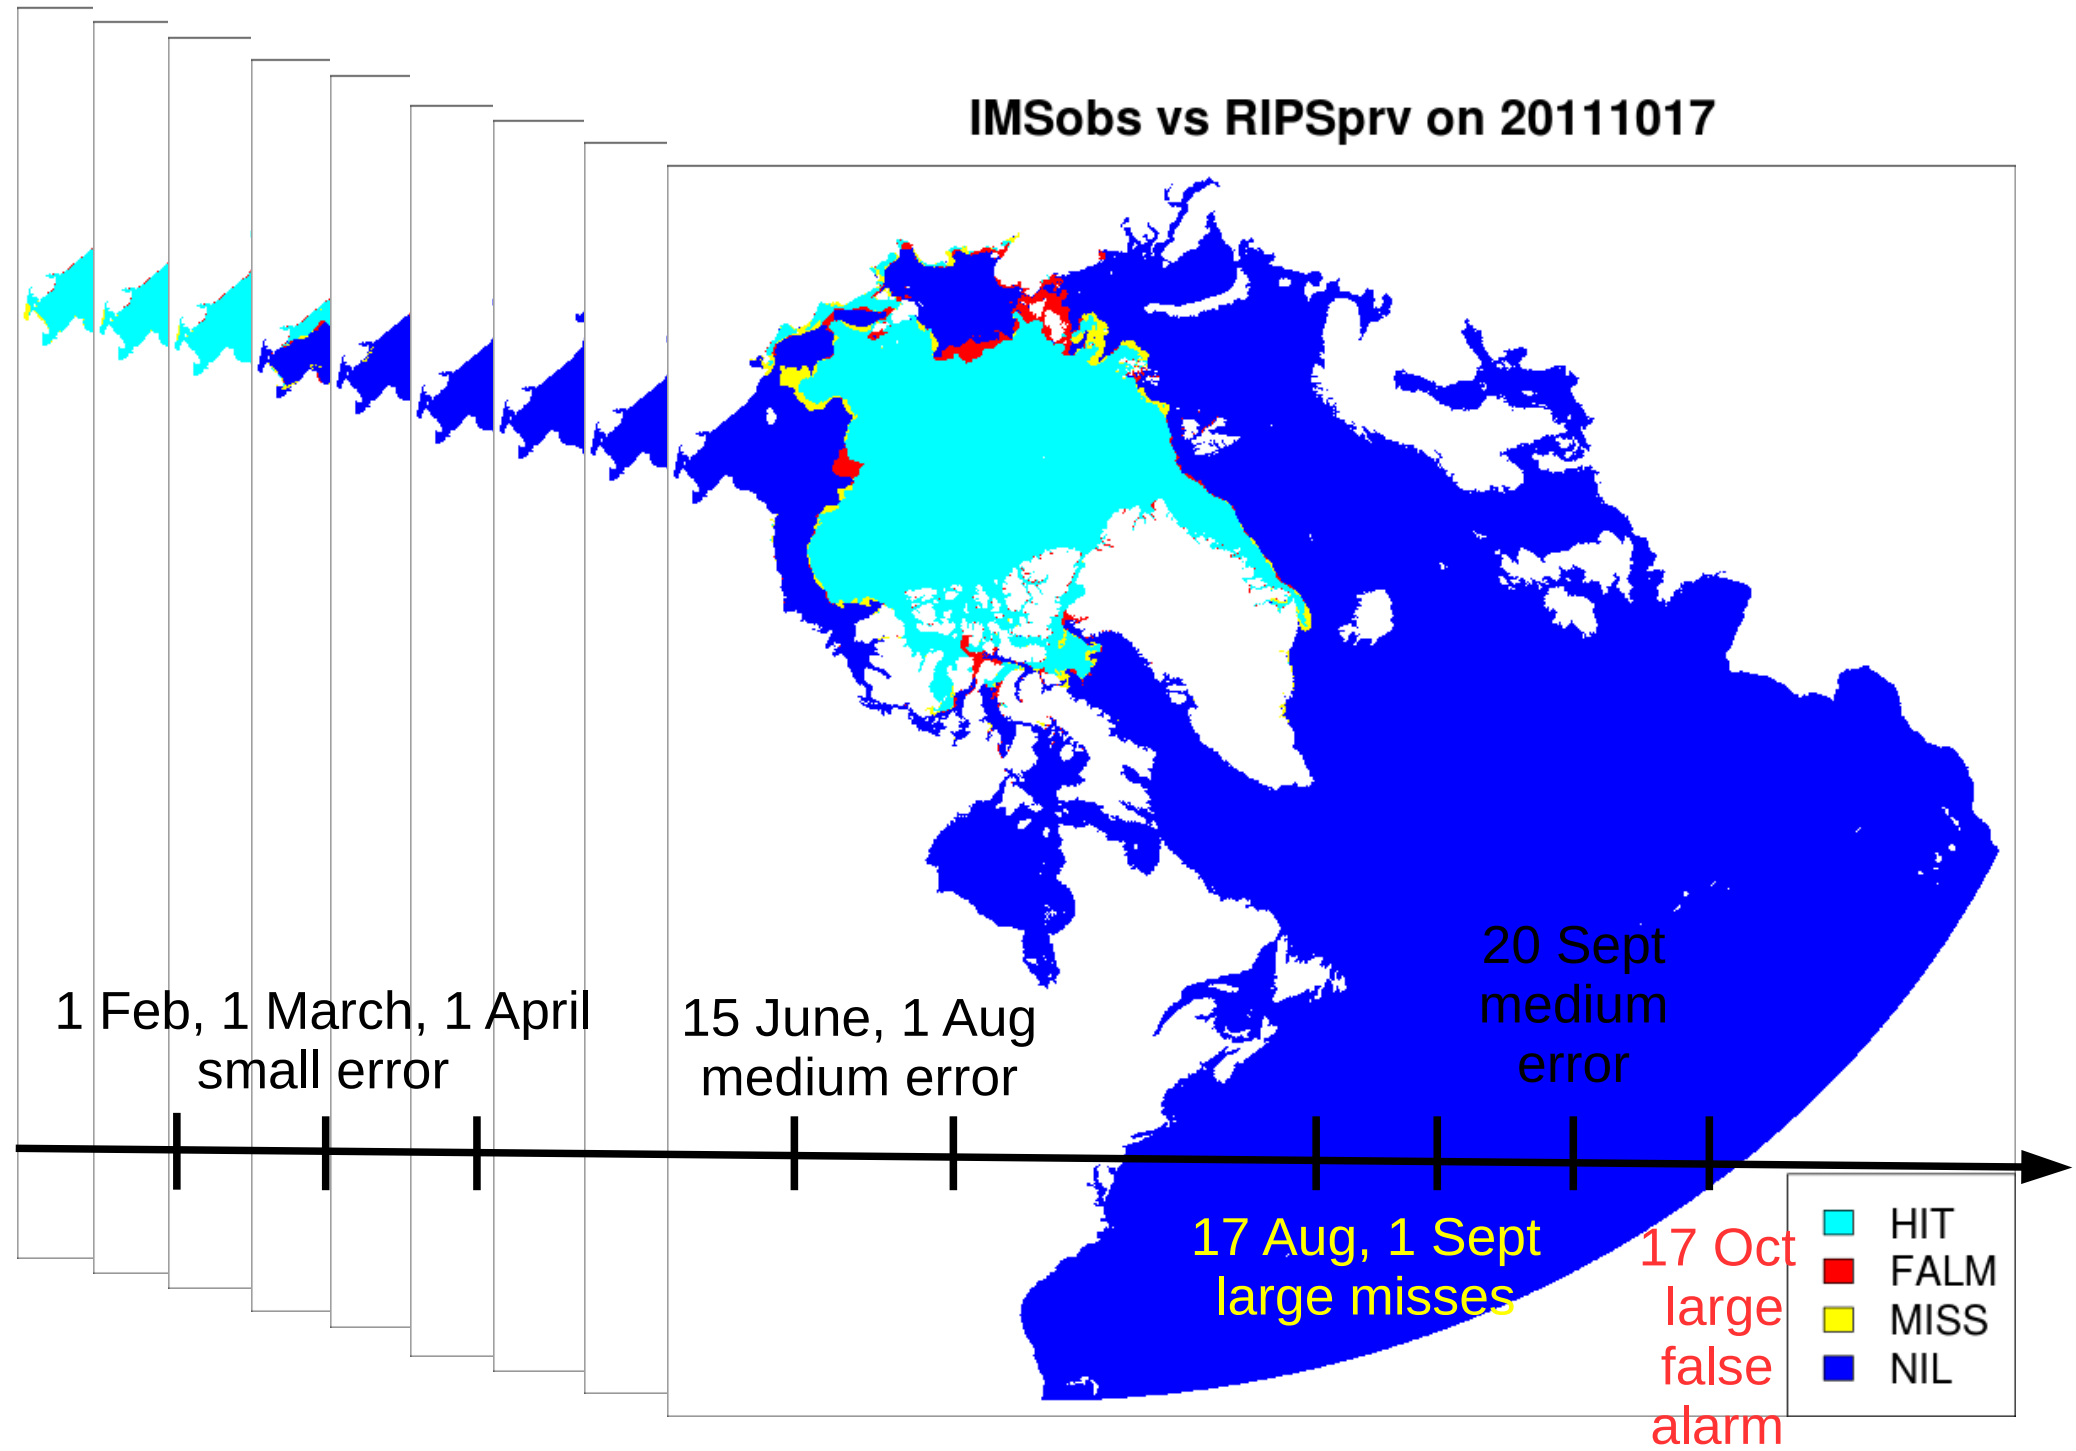 IMSobs vs RIPSprv on 20111017
1 Feb, 1 March, 1 April
small error
15 June, 1 Aug
medium error
20 Sept
medium
error
17 Aug, 1 Sept
large misses
17 Oct
large
false
alarm
HIT
FALM
MISS
NIL